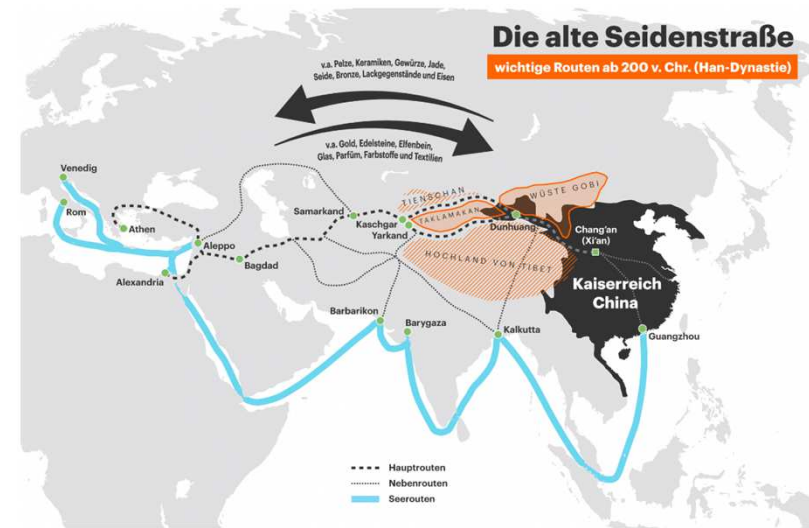 Die alte Seidenstraße
wichtige Routen ab 200 v. Chr. (Han-Dynastie)
v.a. Pelze, Keramiken, Gewürze, Jade,
Seide, Bronze, Lackgegenstände und Eisen
v.a. Gold, Edelsteine, Elfenbein,
Glas, Parfüm, Farbstoffe und Textilien
Venedig
Rom
Athen
Aleppo
Alexandria
Bagdad
Samarkand
Kaschgar
Yarkand
TIENSCHAN
TAKLAMAKAN
WÜSTE GOBI
Dunhuang
Chang'an
(Xi'an)
HOCHLAND VON TIBET
Kaiserreich
China
Barbarikon
Barygaza
Kalkutta
Guangzhou
Hauptrouten
Nebenrouten
Seerouten